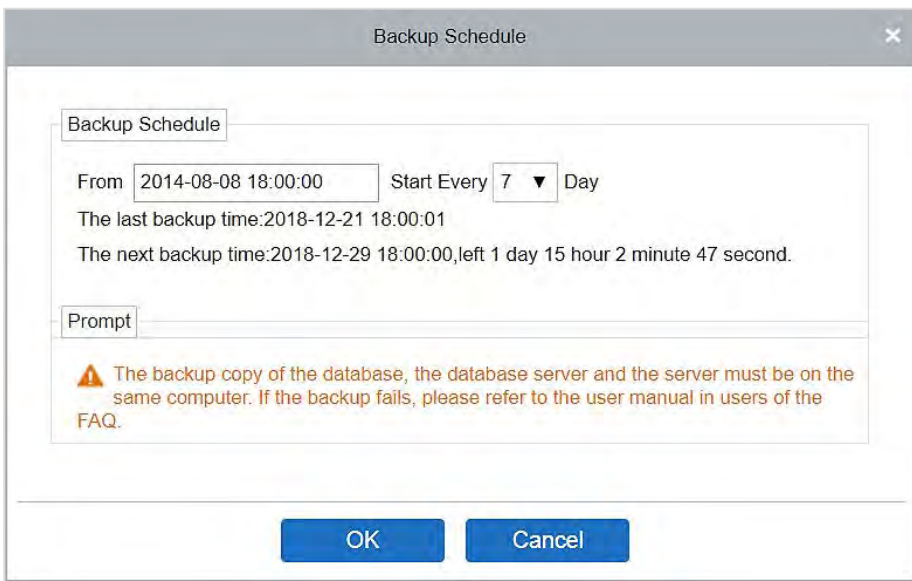 Backup Schedule
Backup Schedule
From 2014-08-08 18:00:00 Start Every 7 Day
The last backup time:2018-12-21 18:00:01
The next backup time:2018-12-29 18:00:00,left 1 day 15 hour 2 minute 47 second.
Prompt
The backup copy of the database, the database server and the server must be on the
same computer. If the backup fails, please refer to the user manual in users of the
FAQ.
OK Cancel